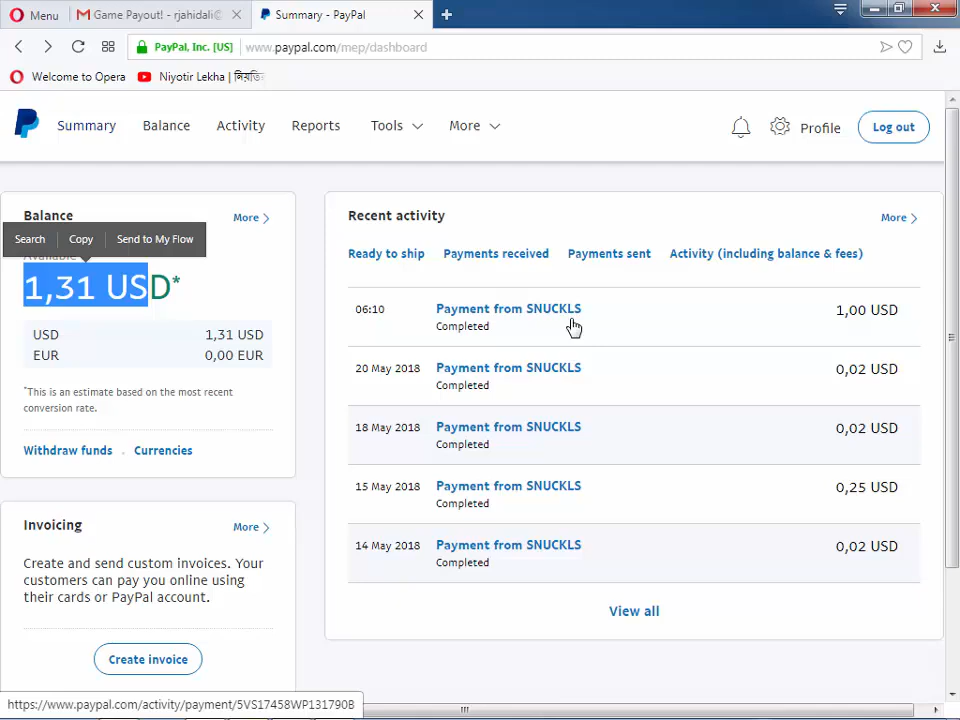 Menu
Game Payout! - rjahidali@
Summary - PayPal
PayPal, Inc. [US]
www.paypal.com/mep/dashboard
Welcome to Opera
Niyotir Lekha |
Summary
Balance
Activity
Reports
Tools
More
Profile
Log out
Balance
More
Search
Copy
Send to My Flow
Available
1,31 USD*
USD 1,31 USD
EUR 0,00 EUR
*This is an estimate based on the most recent
conversion rate.
Withdraw funds
Currencies
Invoicing
More
Create and send custom invoices. Your
customers can pay you online using
their cards or PayPal account.
Create invoice
Recent activity
More
Ready to ship
Payments received
Payments sent
Activity (including balance & fees)
06:10 Payment from SNUCKLS 1,00 USD
Completed
20 May 2018 Payment from SNUCKLS 0,02 USD
Completed
18 May 2018 Payment from SNUCKLS 0,02 USD
Completed
15 May 2018 Payment from SNUCKLS 0,25 USD
Completed
14 May 2018 Payment from SNUCKLS 0,02 USD
Completed
View all
https://www.paypal.com/activity/payment/5VS17458WP131790B